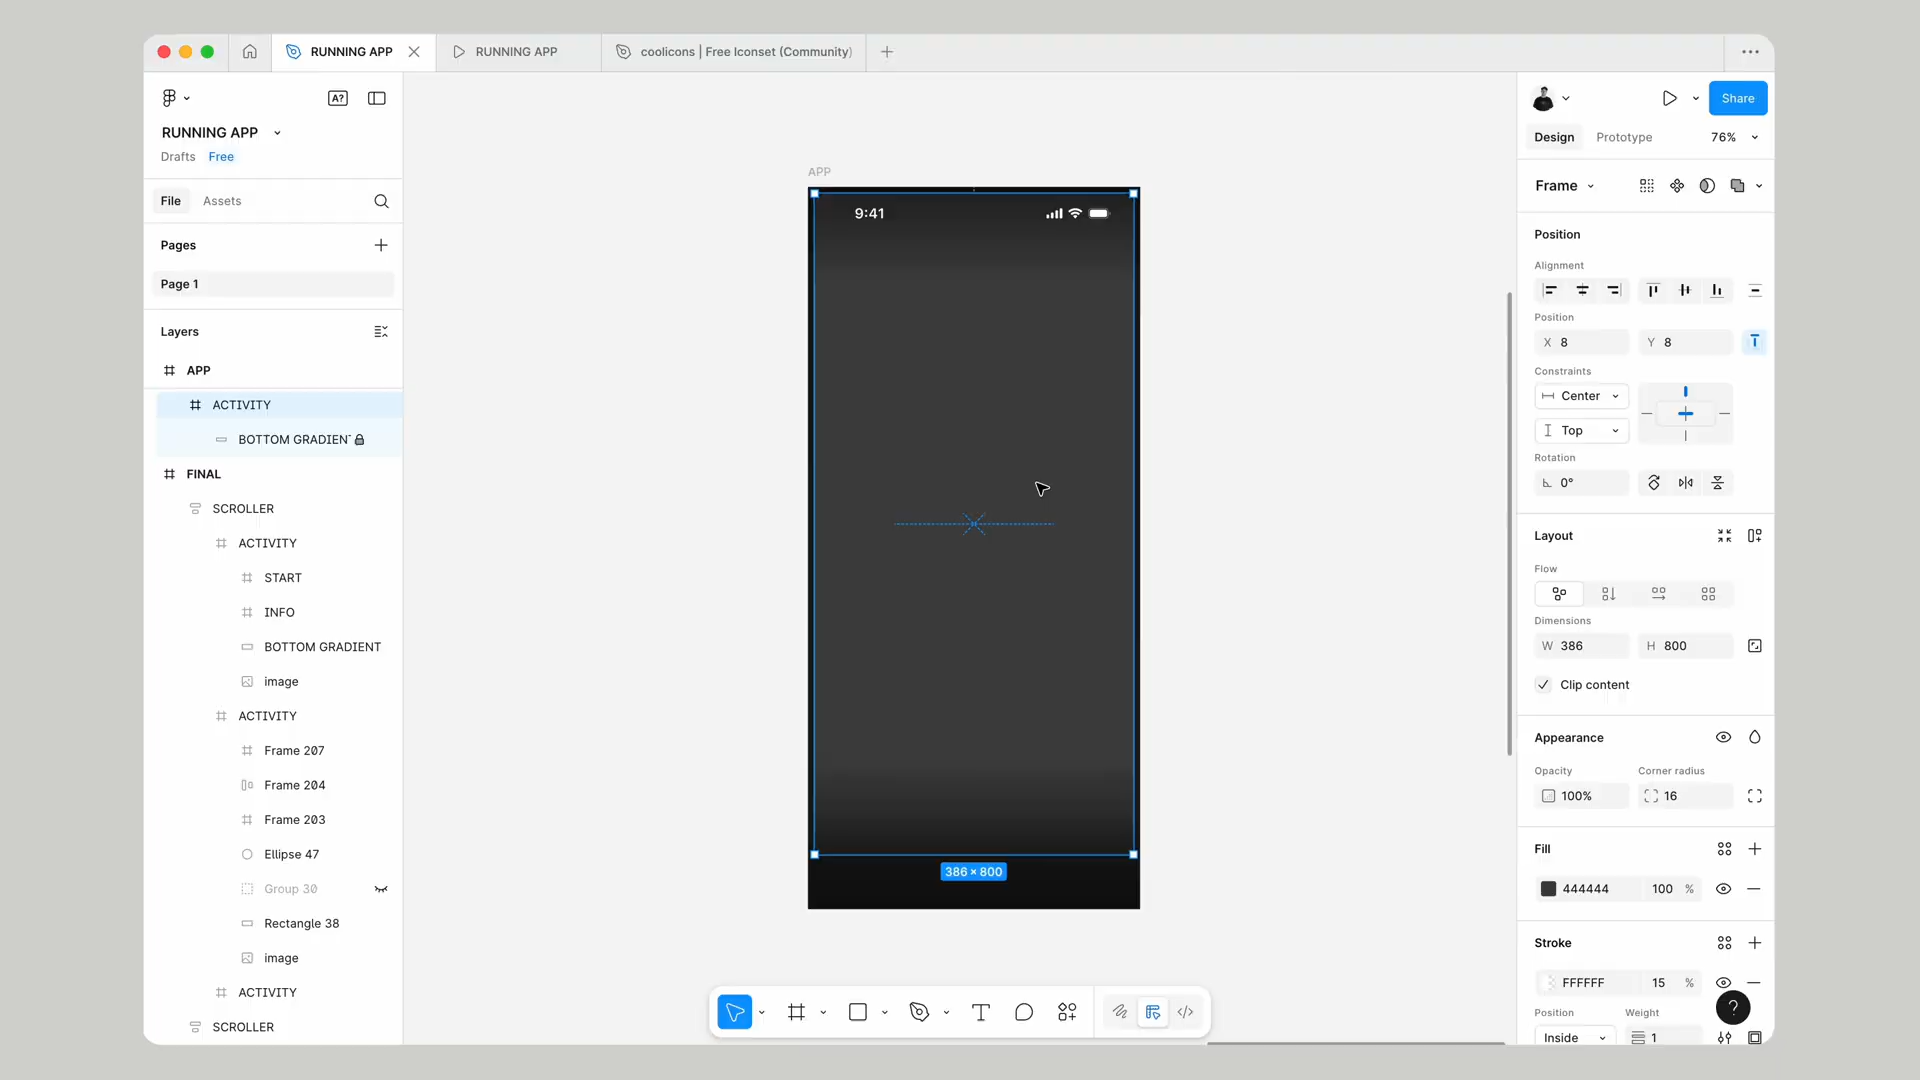 RUNNING APP
RUNNING APP
coolicons | Free Iconset (Community)
A?
RUNNING APP
Drafts Free
File Assets
Pages
Page 1
Layers
APP
ACTIVITY
BOTTOM GRADIENT
FINAL
SCROLLER
ACTIVITY
START
INFO
BOTTOM GRADIENT
image
ACTIVITY
Frame 207
Frame 204
Frame 203
Ellipse 47
Group 30
Rectangle 38
image
ACTIVITY
SCROLLER
APP
9:41
386 × 800
Share
Design Prototype 76%
Frame
Position
Alignment
Position
X 8 Y 8
Constraints
Center
Top
Rotation
0°
Layout
Flow
Dimensions
W 386 H 800
Clip content
Appearance
Opacity Corner radius
100% 16
Fill
444444 100 %
Stroke
FFFFFF 15 %
?
Position Weight
Inside 1